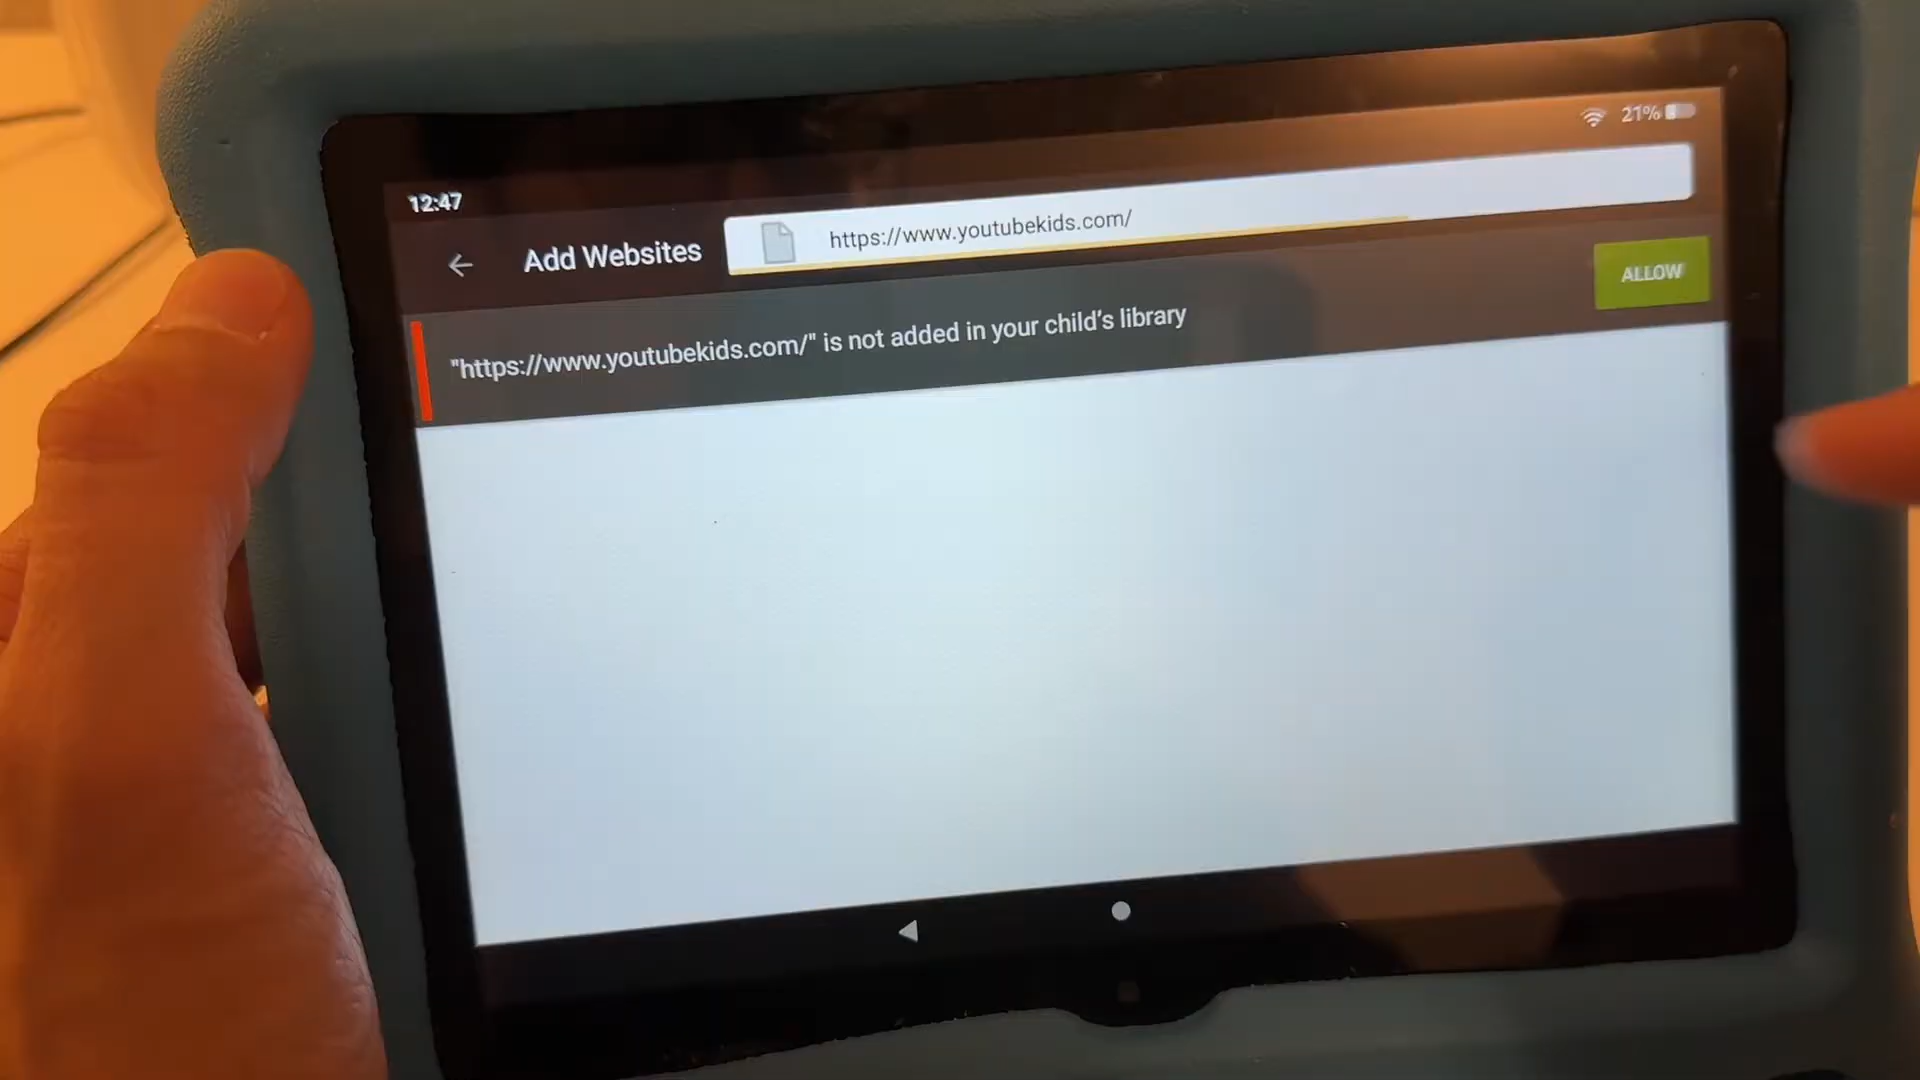 21%
12:47
Add Websites
https://www.youtubekids.com/
ALLOW
"https://www.youtubekids.com/" is not added in your child's library